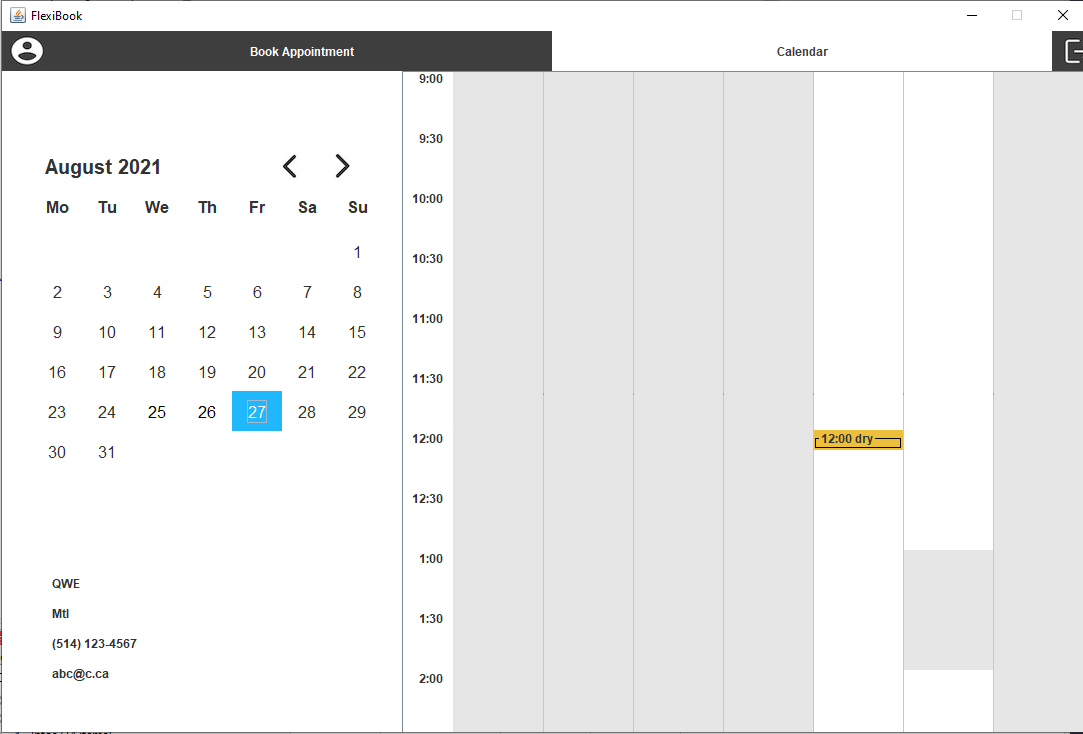 FlexiBook
Book Appointment
Calendar
August 2021
Mo Tu We Th Fr Sa Su
1
2 3 4 5 6 7 8
9 10 11 12 13 14 15
16 17 18 19 20 21 22
23 24 25 26 27 28 29
30 31
QWE
Mtl
(514) 123-4567
abc@c.ca
9:00
9:30
10:00
10:30
11:00
11:30
12:00
12:00 dry
12:30
1:00
1:30
2:00